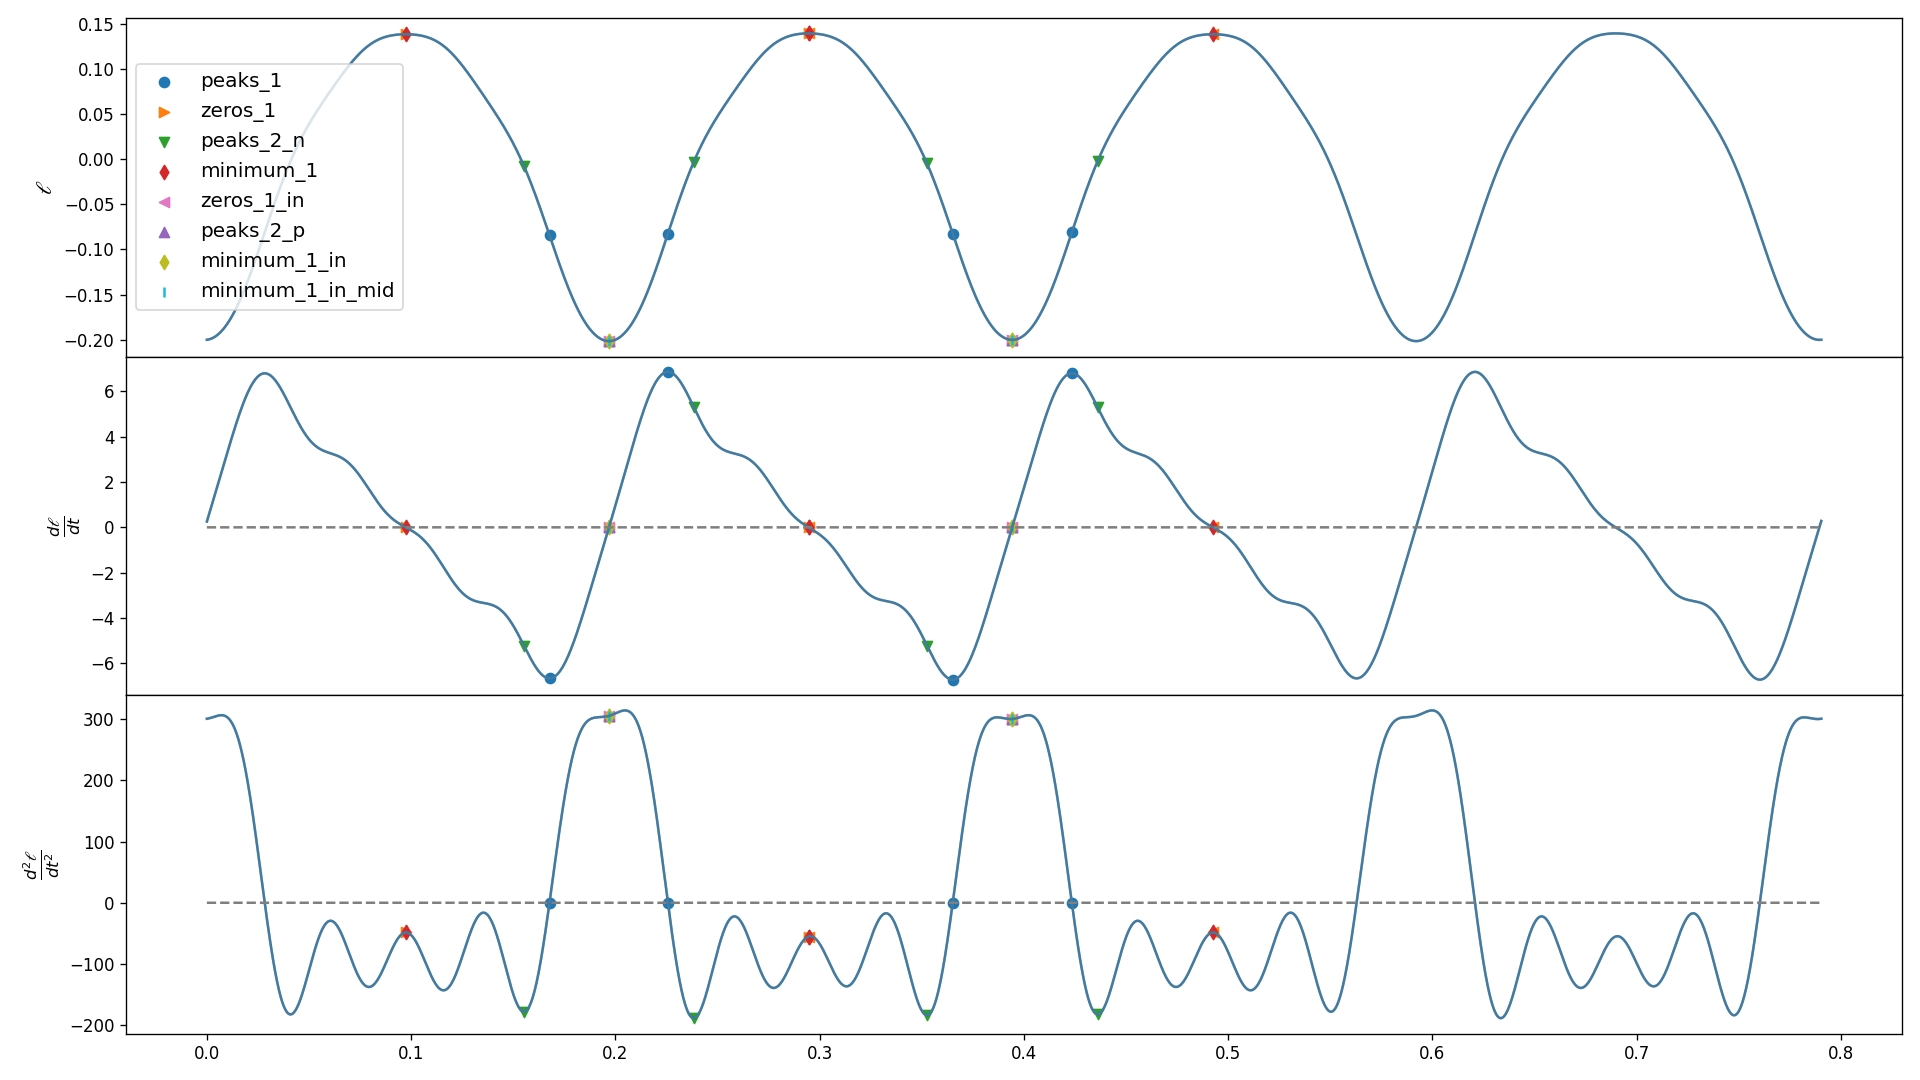 0.15
0.10
0.05
0.00
−0.05
−0.10
−0.15
−0.20
ℓ
peaks_1
zeros_1
peaks_2_n
minimum_1
zeros_1_in
peaks_2_p
minimum_1_in
minimum_1_in_mid
6
4
2
0
−2
−4
−6
dℓ
dt
300
200
100
0
−100
−200
d²ℓ
dt²
0.0 0.1 0.2 0.3 0.4 0.5 0.6 0.7 0.8